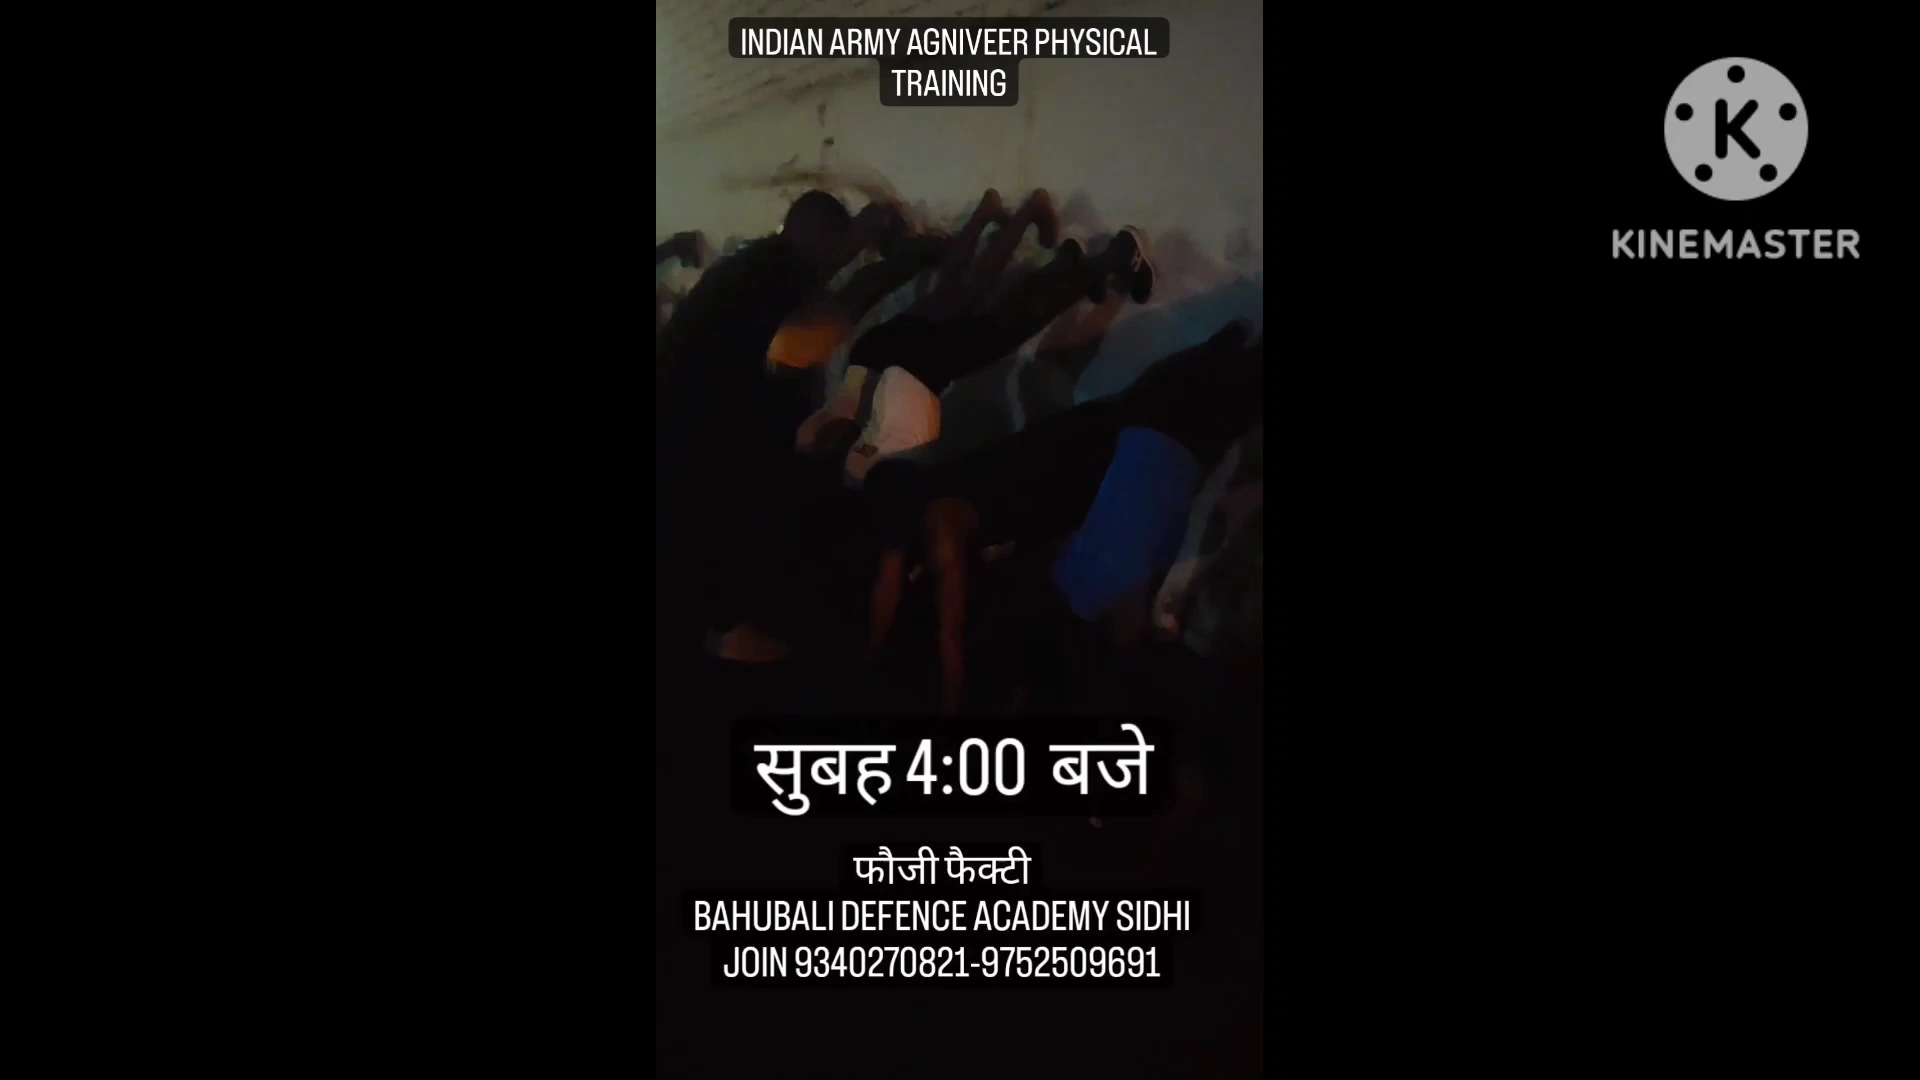 INDIAN ARMY AGNIVEER PHYSICAL
TRAINING
K
KINEMASTER
सुबह 4:00 बजे
फौजी फैक्टी
BAHUBALI DEFENCE ACADEMY SIDHI
JOIN 9340270821-9752509691